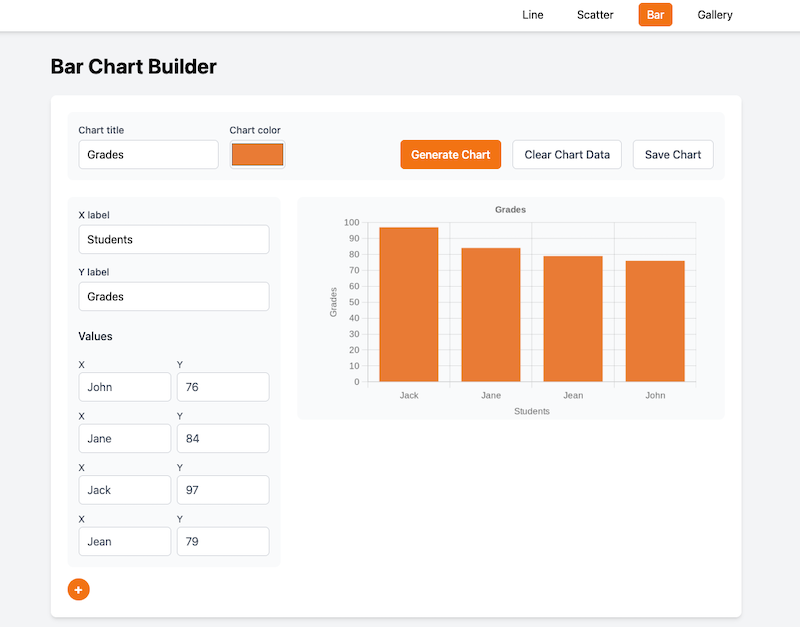 Line Scatter Bar Gallery
Bar Chart Builder
Chart title Chart color
Grades
Generate Chart Clear Chart Data Save Chart
X label
Students
Y label
Grades
Values
X Y
John 76
X Y
Jane 84
X Y
Jack 97
X Y
Jean 79
+
Grades
100
90
80
70
60
50
40
30
20
10
0
Grades
Jack Jane Jean John
Students